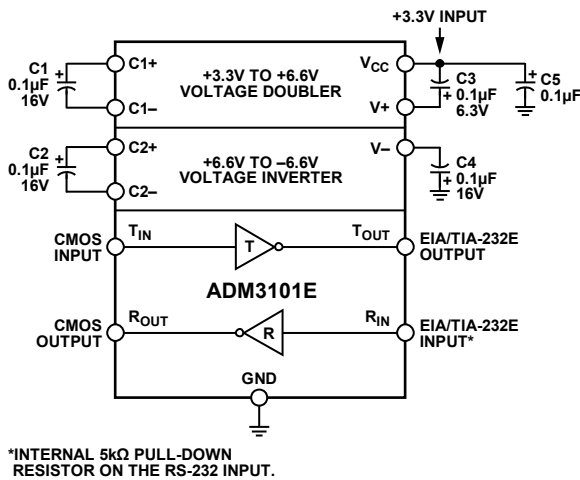 +3.3V INPUT
C1
0.1µF
16V
+
C1+
C1–
+3.3V TO +6.6V
VOLTAGE DOUBLER
VCC
V+
+
C3
0.1µF
6.3V
+
C5
0.1µF
C2
0.1µF
16V
+
C2+
C2–
+6.6V TO –6.6V
VOLTAGE INVERTER
V–
+
C4
0.1µF
16V
CMOS
INPUT
TIN
T
TOUT
EIA/TIA-232E
OUTPUT
ADM3101E
CMOS
OUTPUT
ROUT
R
RIN
EIA/TIA-232E
INPUT*
GND
*INTERNAL 5kΩ PULL-DOWN
RESISTOR ON THE RS-232 INPUT.